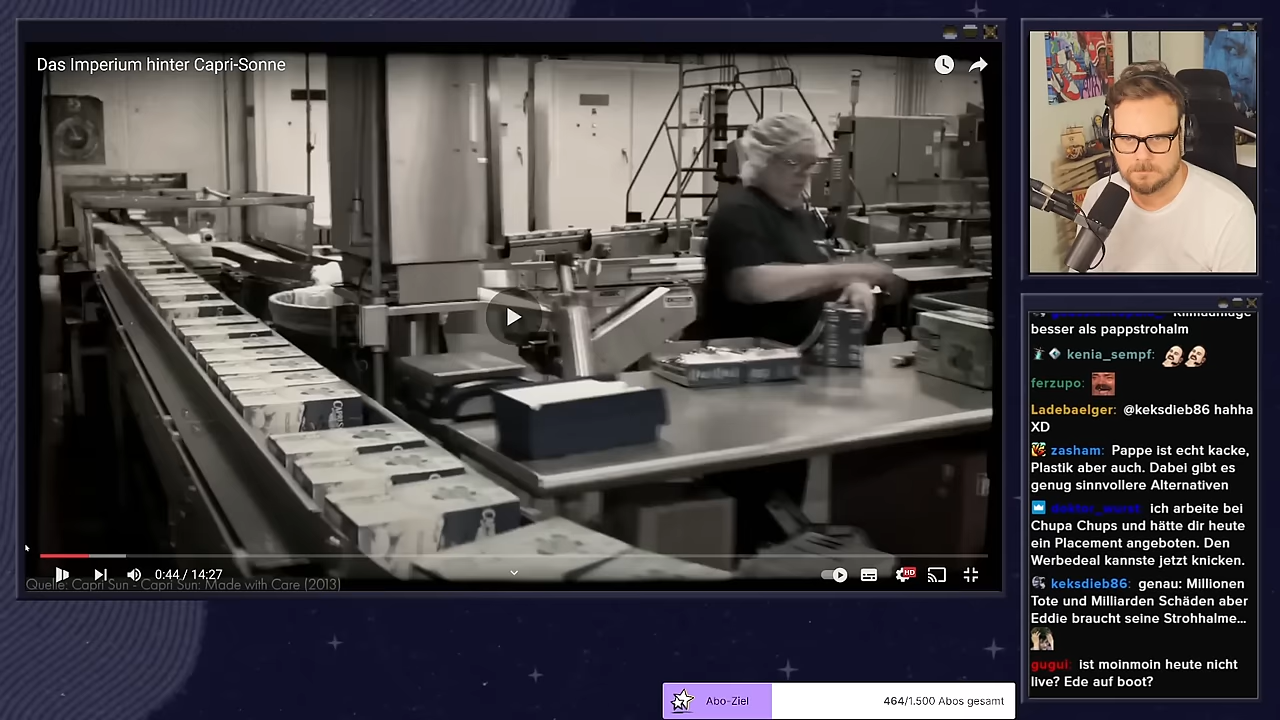 Das Imperium hinter Capri-Sonne
0:44 / 14:27
HD
Quelle: Capri Sun - Capri Sun: Made with Care (2013)
besser als pappstrohalm
kenia_sempf:
ferzupo:
Ladebaelger: @keksdieb86 hahha
XD
zasham: Pappe ist echt kacke,
Plastik aber auch. Dabei gibt es
genug sinnvollere Alternativen
ich arbeite bei
Chupa Chups und hätte dir heute
ein Placement angeboten. Den
Werbedeal kannste jetzt knicken.
keksdieb86: genau: Millionen
Tote und Milliarden Schäden aber
Eddie braucht seine Strohhalme...
gugui: ist moinmoin heute nicht
live? Ede auf boot?
Abo-Ziel
464/1.500 Abos gesamt